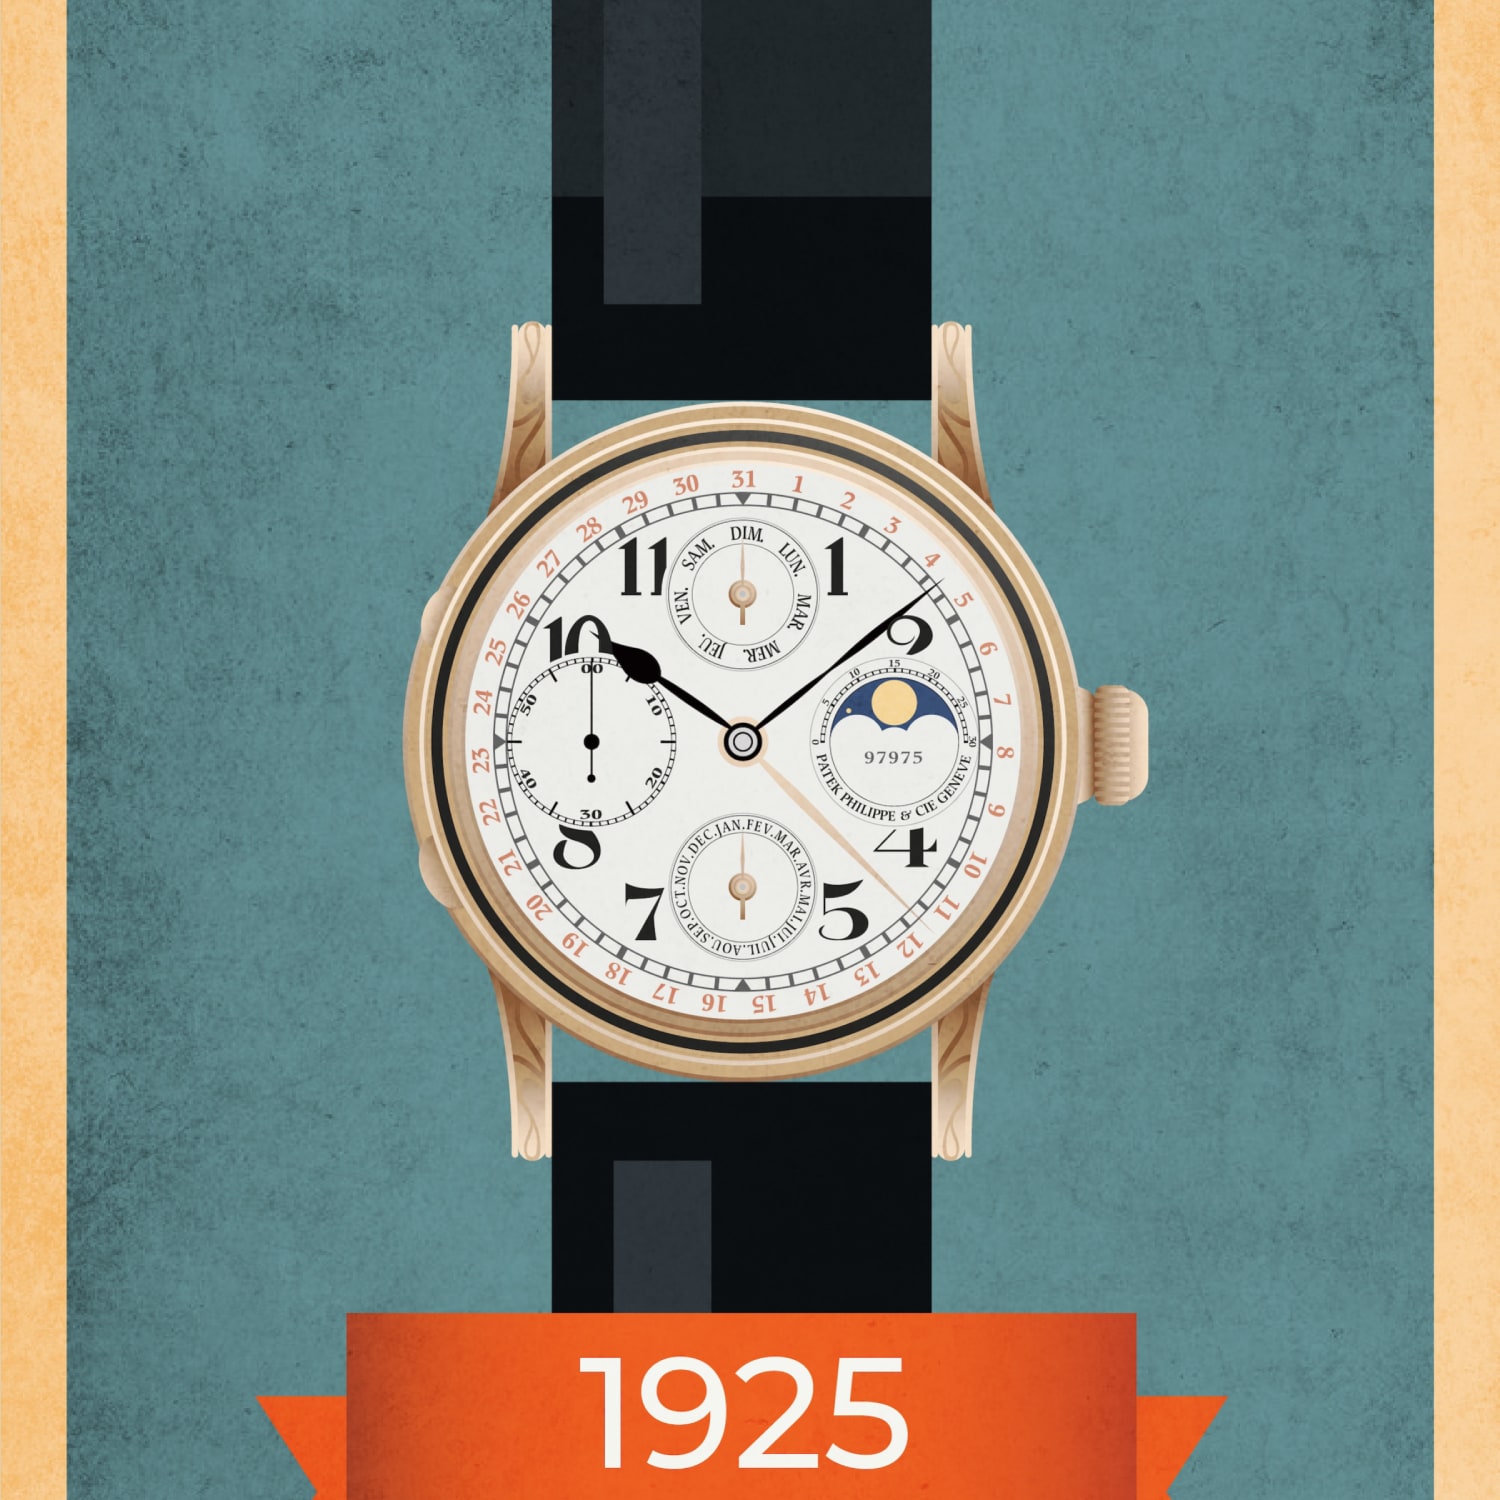 31 1 2 3 4 5 6 7 8 9 10 11 12 13 14 15 16 17 18 19 20 21 22 23 24 25 26 27 28 29 30
11 1
10 2
8 4
7 5
DIM. LUN. MAR. MER. JEU. VEN. SAM.
00 10 20 30 40 50
0 5 10 15 20 25 30
97975
PATEK PHILIPPE & CIE GENEVE
JAN. FEV. MAR. AVR. MAI. JUI. JUIL. AOU. SEP. OCT. NOV. DEC.
1925